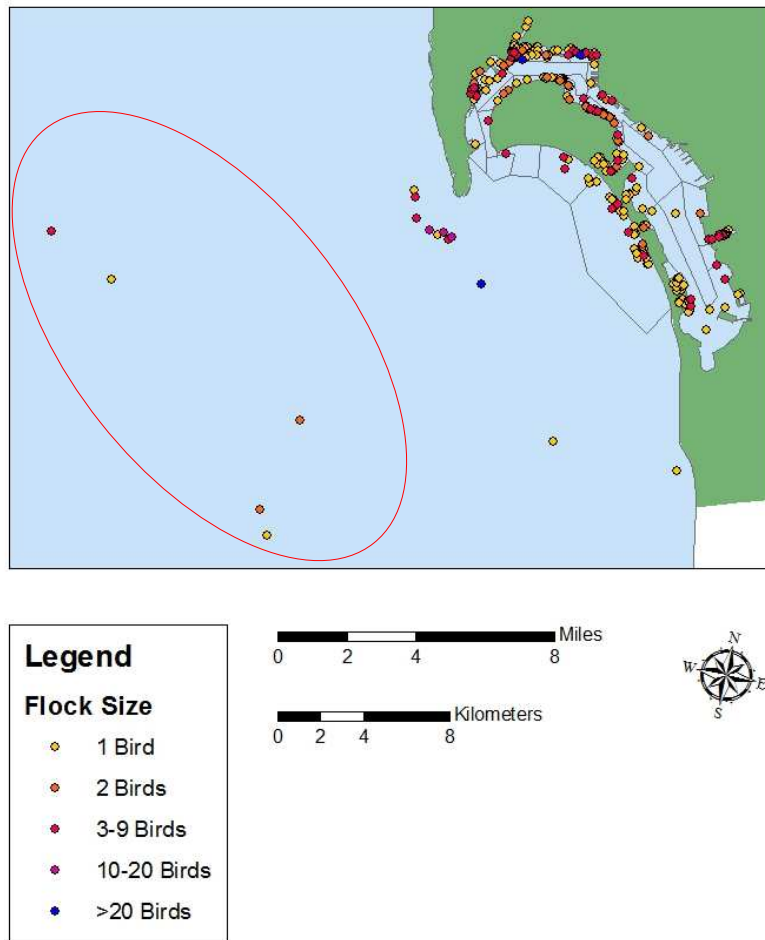 Legend
Flock Size
1 Bird
2 Birds
3-9 Birds
10-20 Birds
>20 Birds
Miles
0 2 4 8
Kilometers
0 2 4 8
N
W E
S